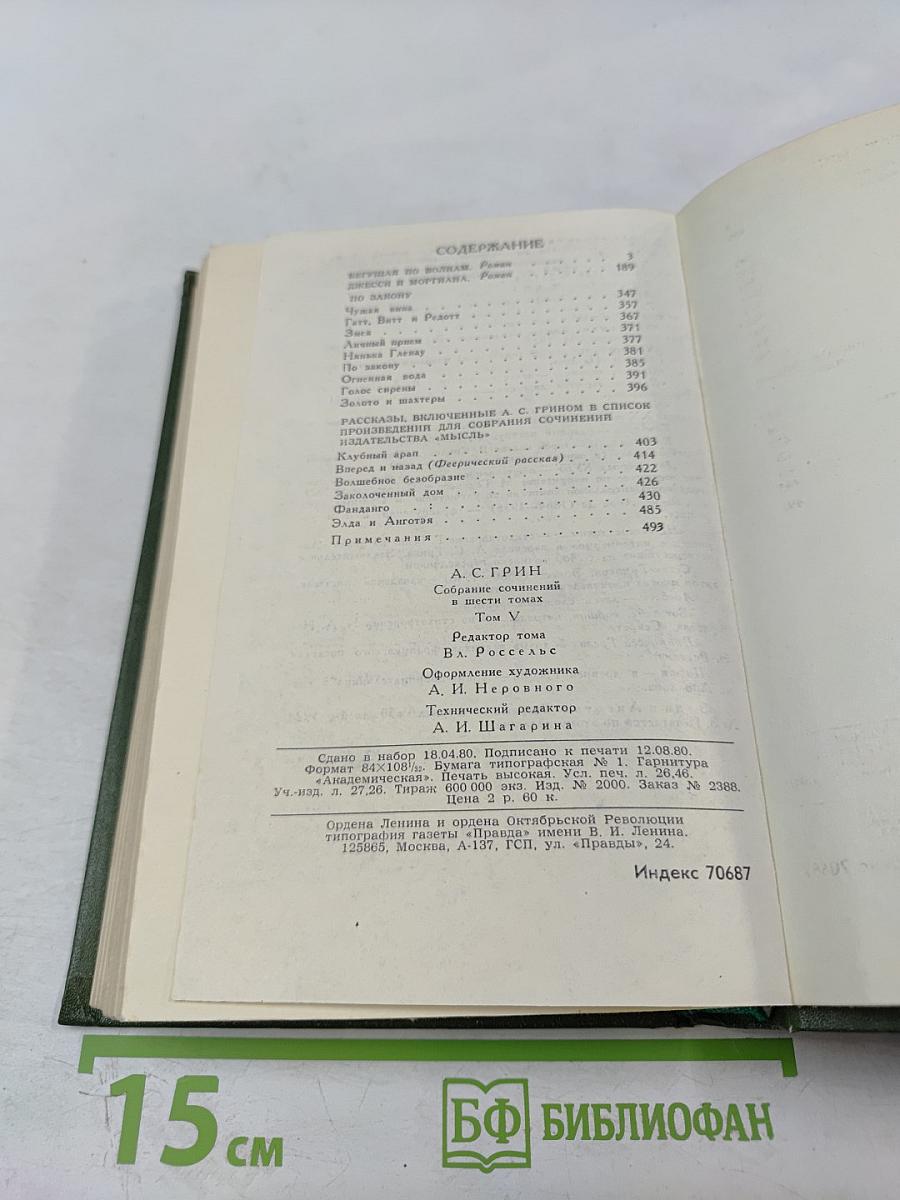 СОДЕРЖАНИЕ
БЕГУЩАЯ ПО ВОЛНАМ. Роман . . . . . . 3
ДЖЕССИ И МОРГИАНА. Роман . . . . . . 189
ПО ЗАКОНУ
Чужая вина . . . . . . . . . . 347
Гатт, Витт и Редотт . . . . . . . . 357
Змея . . . . . . . . . . . . 367
Личный прием . . . . . . . . . . 371
Нянька Гленау . . . . . . . . . . 377
По закону . . . . . . . . . . . 381
Огненная вода . . . . . . . . . . 385
Голос сирены . . . . . . . . . . 391
Золото и шахтеры . . . . . . . . . 396
РАССКАЗЫ, ВКЛЮЧЕННЫЕ А. С. ГРИНОМ В СПИСОК
ПРОИЗВЕДЕНИЙ ДЛЯ СОБРАНИЯ СОЧИНЕНИЙ
ИЗДАТЕЛЬСТВА «МЫСЛЬ»
Клубный арап . . . . . . . . . . 403
Вперед и назад (Феерический рассказ) . . . . 414
Волшебное безобразие . . . . . . . . 422
Заколоченный дом . . . . . . . . . 426
Фанданго . . . . . . . . . . . 430
Элда и Анготэя . . . . . . . . . . 485
Примечания . . . . . . . . . . . 493
А. С. ГРИН
Собрание сочинений
в шести томах
Том V
Редактор тома
Вл. Россельс
Оформление художника
А. И. Неровного
Технический редактор
А. И. Шагарина
Сдано в набор 18.04.80. Подписано к печати 12.08.80.
Формат 84×108¹/₃₂. Бумага типографская № 1. Гарнитура
«Академическая». Печать высокая. Усл. печ. л. 26,46.
Уч.-изд. л. 27,26. Тираж 600 000 экз. Изд. № 2000. Заказ № 2388.
Цена 2 р. 60 к.
Ордена Ленина и ордена Октябрьской Революции
типография газеты «Правда» имени В. И. Ленина.
125865, Москва, А-137, ГСП, ул. «Правды», 24.
Индекс 70687
15 см
БФ БИБЛИОФАН